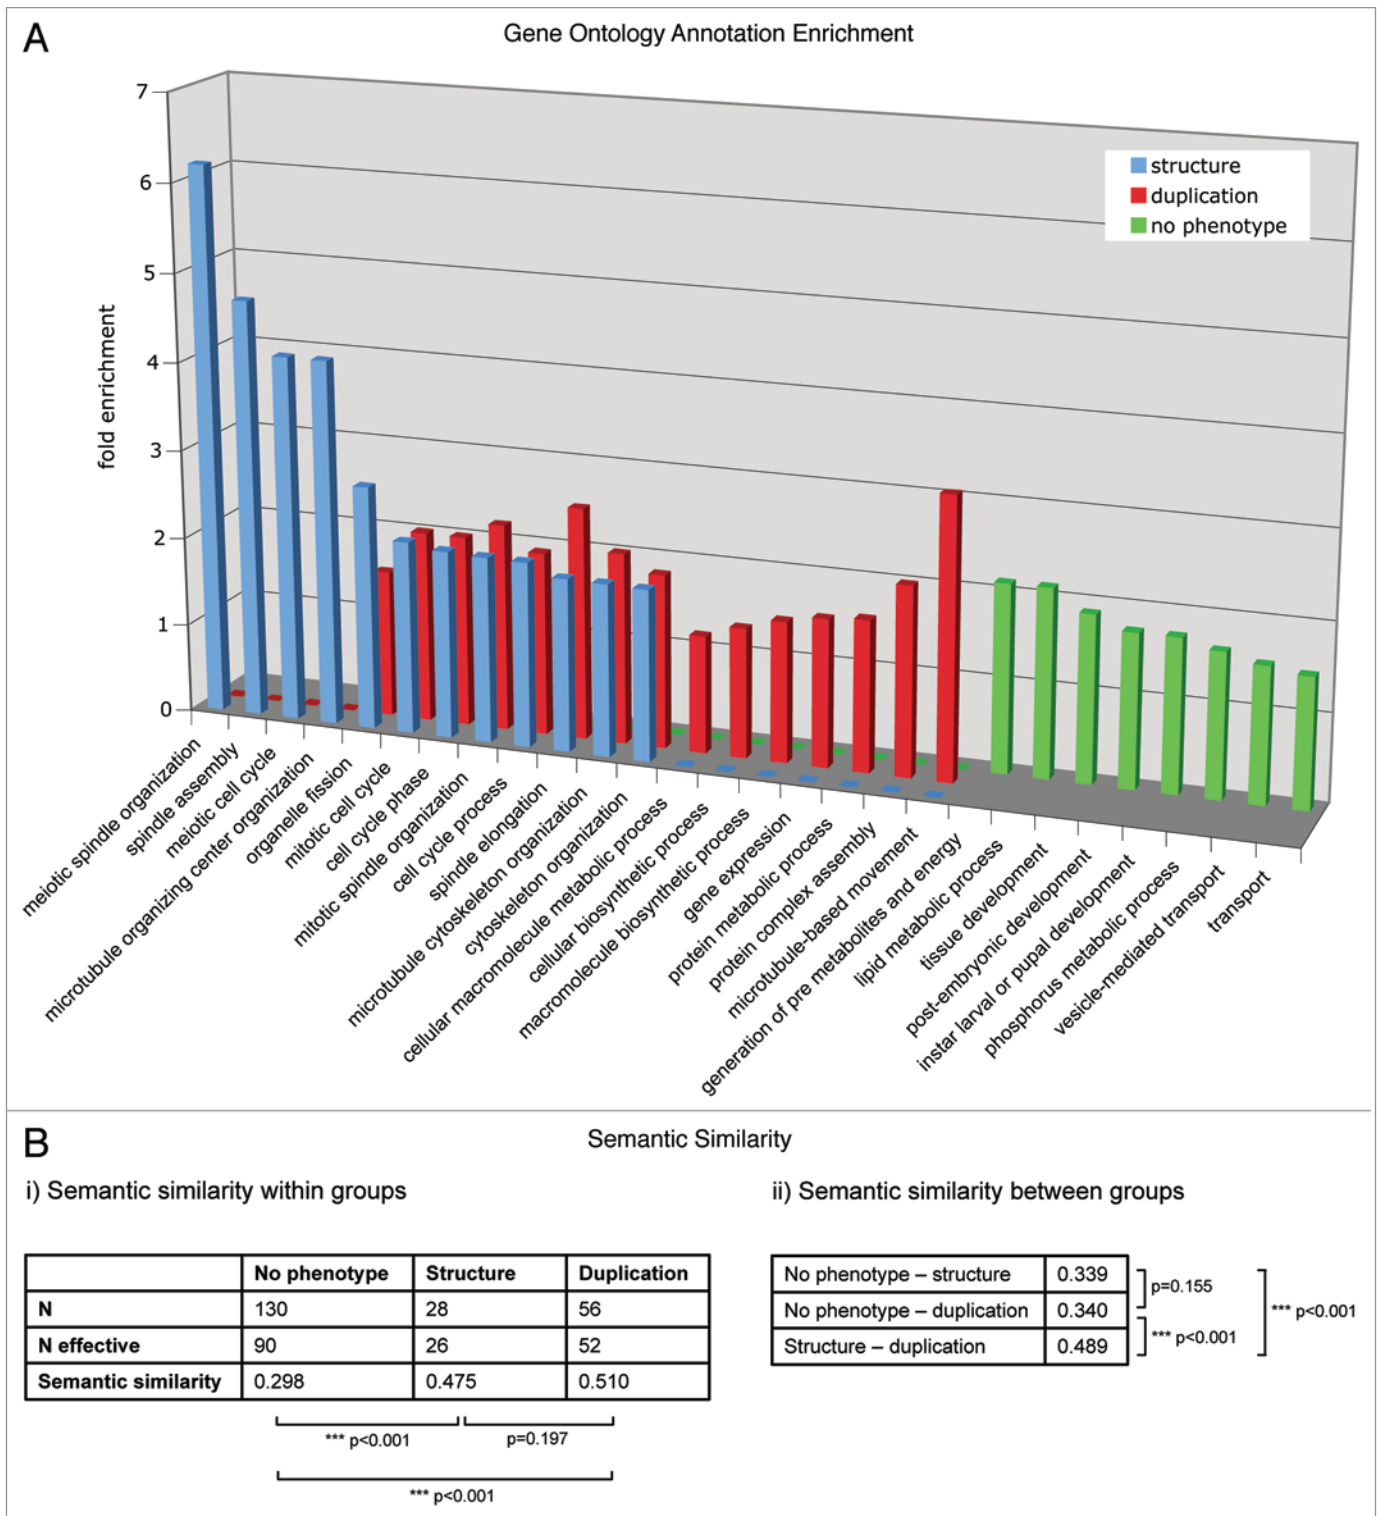 A
Gene Ontology Annotation Enrichment
7
6
5
4
3
2
1
0
fold enrichment
structure
duplication
no phenotype
meiotic spindle organization
spindle assembly
meiotic cell cycle
microtubule organizing center organization
organelle fission
mitotic cell cycle
cell cycle phase
mitotic spindle organization
cell cycle process
spindle elongation
microtubule cytoskeleton organization
cytoskeleton organization
cellular macromolecule metabolic process
cellular biosynthetic process
macromolecule biosynthetic process
gene expression
protein metabolic process
protein complex assembly
microtubule-based movement
generation of pre metabolites and energy
lipid metabolic process
tissue development
post-embryonic development
instar larval or pupal development
phosphorus metabolic process
vesicle-mediated transport
transport
B
Semantic Similarity
i) Semantic similarity within groups
No phenotype Structure Duplication
N 130 28 56
N effective 90 26 52
Semantic similarity 0.298 0.475 0.510
*** p<0.001 p=0.197
*** p<0.001
ii) Semantic similarity between groups
No phenotype – structure 0.339
No phenotype – duplication 0.340
Structure – duplication 0.489
p=0.155
*** p<0.001
*** p<0.001